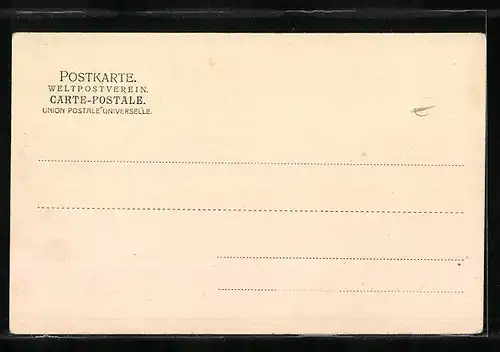 POSTKARTE.
WELTPOSTVEREIN.
CARTE-POSTALE.
UNION POSTALE UNIVERSELLE.